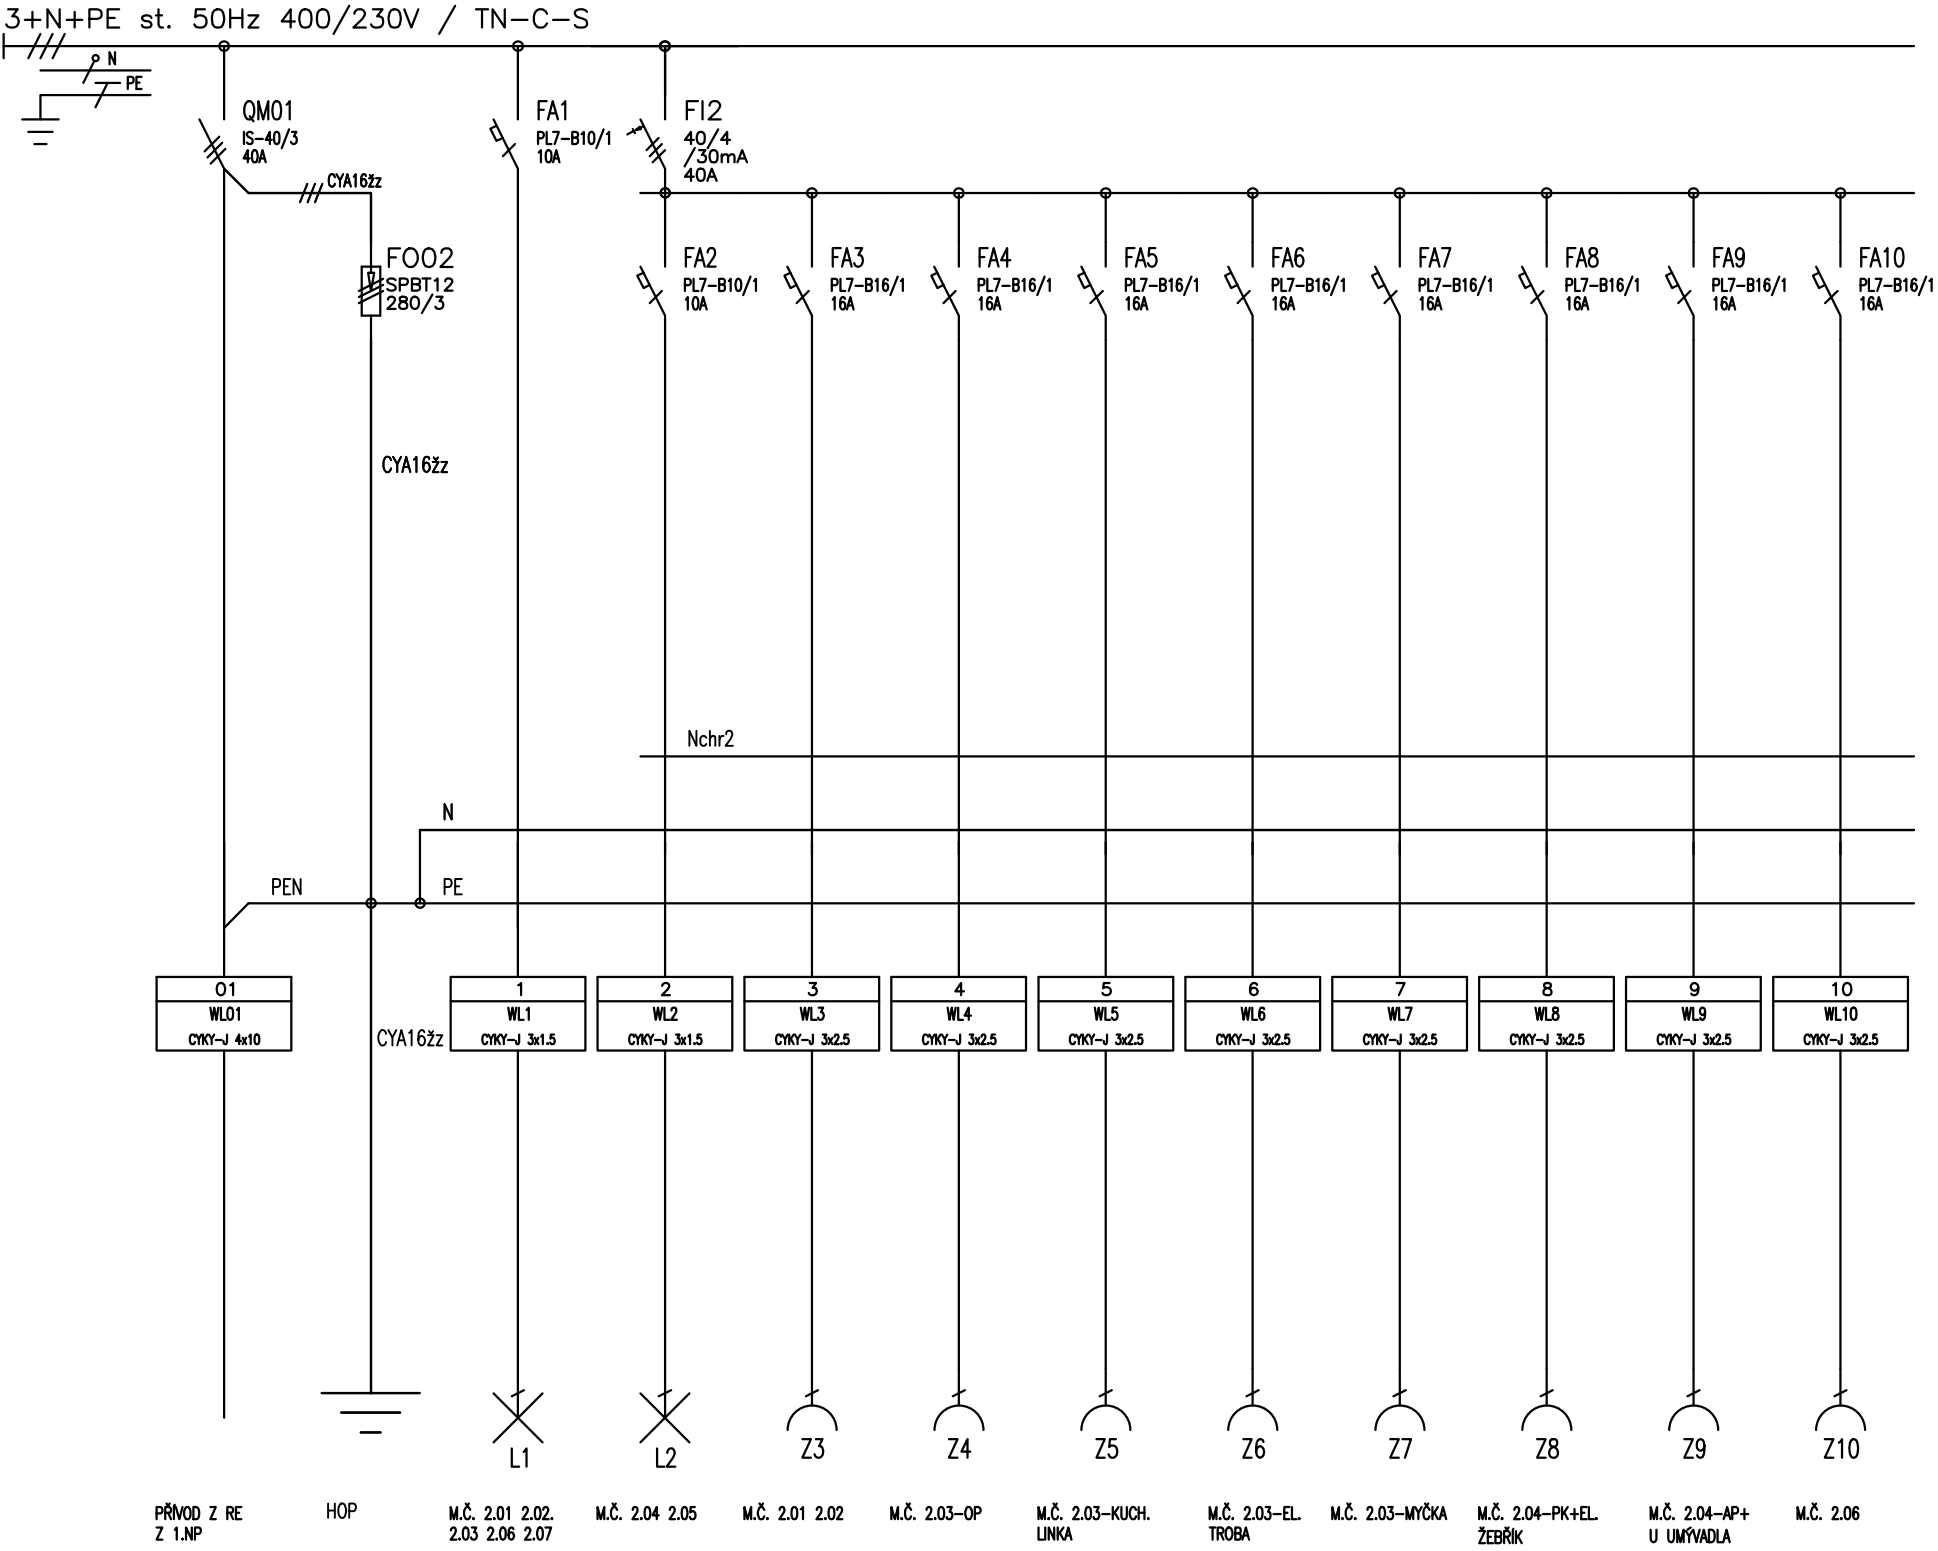 3+N+PE st. 50Hz 400/230V / TN-C-S
N
PE
QM01
IS-40/3
40A
CYA16žz
FA1
PL7-B10/1
10A
FI2
40/4
/30mA
40A
FO02
SPBT12
280/3
FA2
PL7-B10/1
10A
FA3
PL7-B16/1
16A
FA4
PL7-B16/1
16A
FA5
PL7-B16/1
16A
FA6
PL7-B16/1
16A
FA7
PL7-B16/1
16A
FA8
PL7-B16/1
16A
FA9
PL7-B16/1
16A
FA10
PL7-B16/1
16A
CYA16žz
Nchr2
N
PEN
PE
01
WL01
CYKY-J 4x10
CYA16žz
1
WL1
CYKY-J 3x1.5
2
WL2
CYKY-J 3x1.5
3
WL3
CYKY-J 3x2.5
4
WL4
CYKY-J 3x2.5
5
WL5
CYKY-J 3x2.5
6
WL6
CYKY-J 3x2.5
7
WL7
CYKY-J 3x2.5
8
WL8
CYKY-J 3x2.5
9
WL9
CYKY-J 3x2.5
10
WL10
CYKY-J 3x2.5
L1
L2
Z3
Z4
Z5
Z6
Z7
Z8
Z9
Z10
PŘÍVOD Z RE
Z 1.NP
HOP
M.Č. 2.01 2.02.
2.03 2.06 2.07
M.Č. 2.04 2.05
M.Č. 2.01 2.02
M.Č. 2.03-OP
M.Č. 2.03-KUCH.
LINKA
M.Č. 2.03-EL.
TROBA
M.Č. 2.03-MYČKA
M.Č. 2.04-PK+EL.
ŽEBŘÍK
M.Č. 2.04-AP+
U UMÝVADLA
M.Č. 2.06